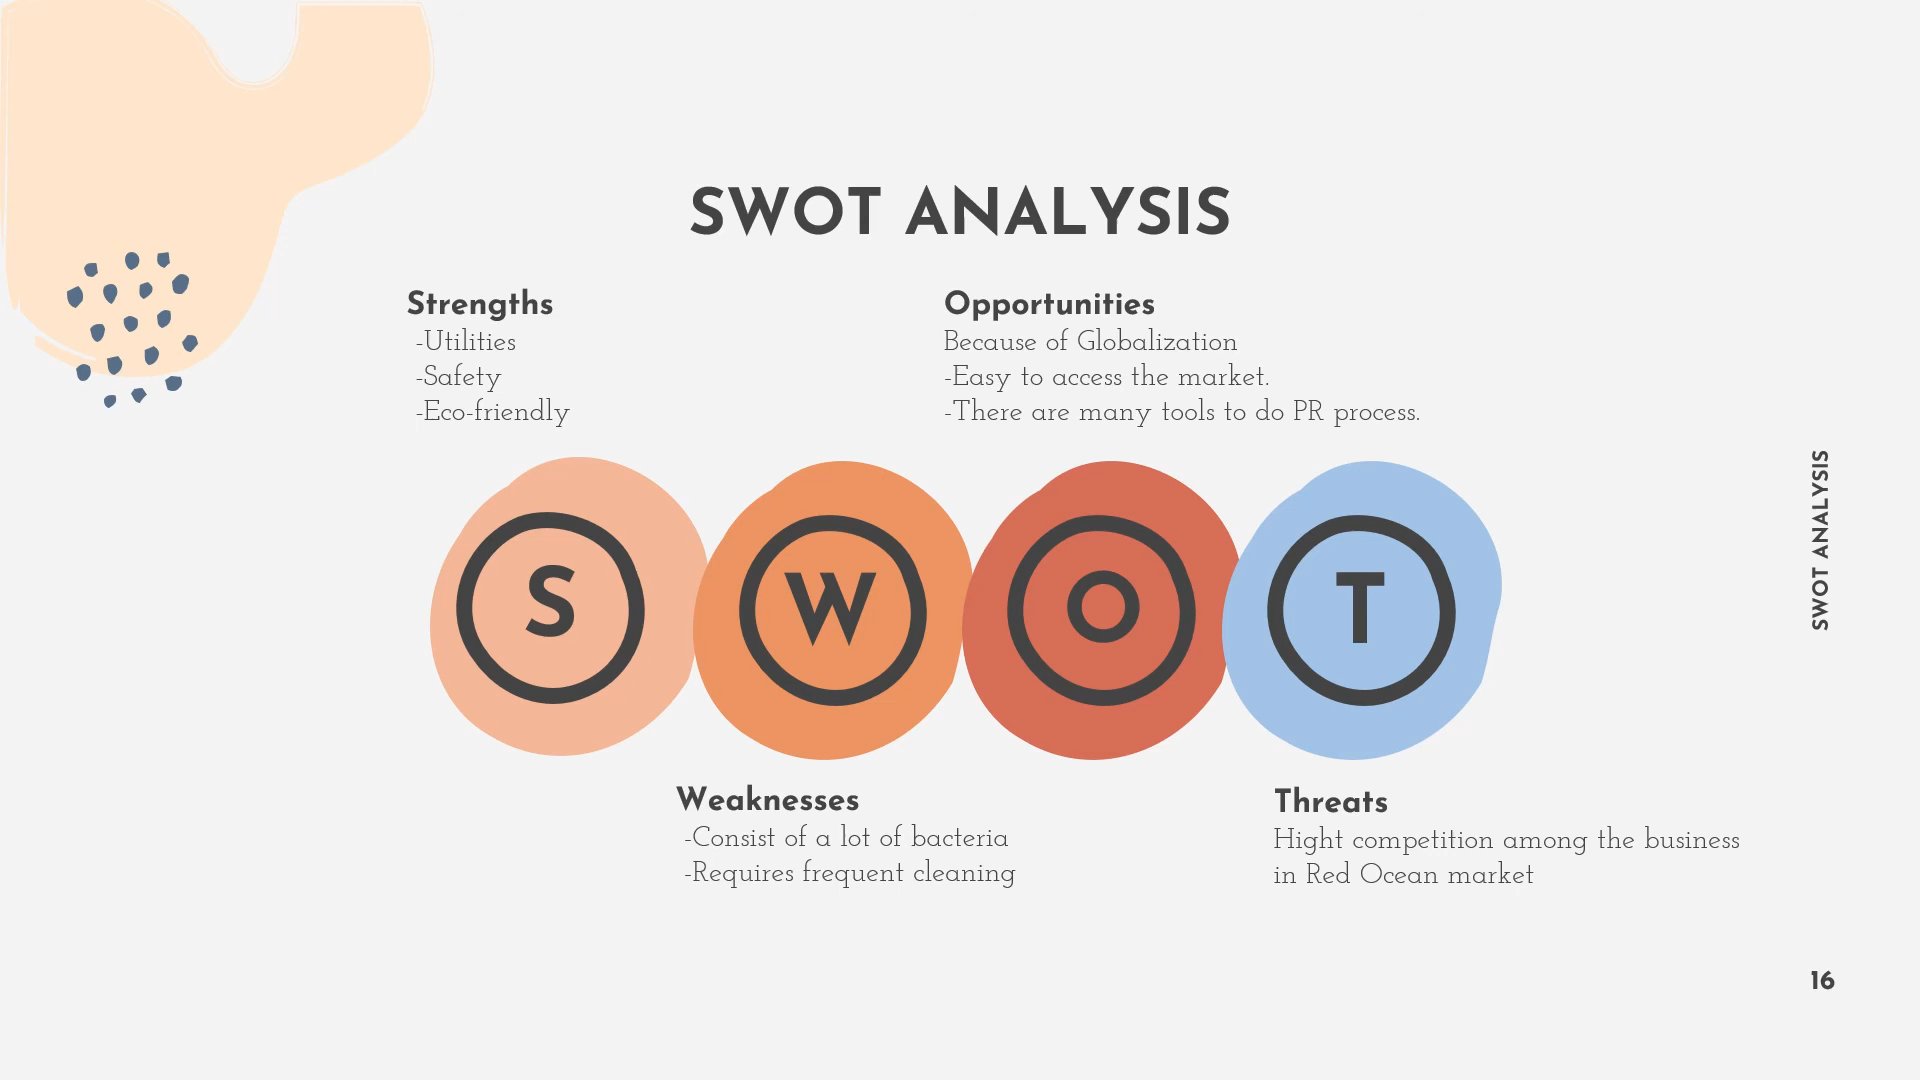 SWOT ANALYSIS
Strengths
-Utilities
-Safety
-Eco-friendly
Opportunities
Because of Globalization
-Easy to access the market.
-There are many tools to do PR process.
S
W
O
T
Weaknesses
-Consist of a lot of bacteria
-Requires frequent cleaning
Threats
Hight competition among the business
in Red Ocean market
SWOT ANALYSIS
16